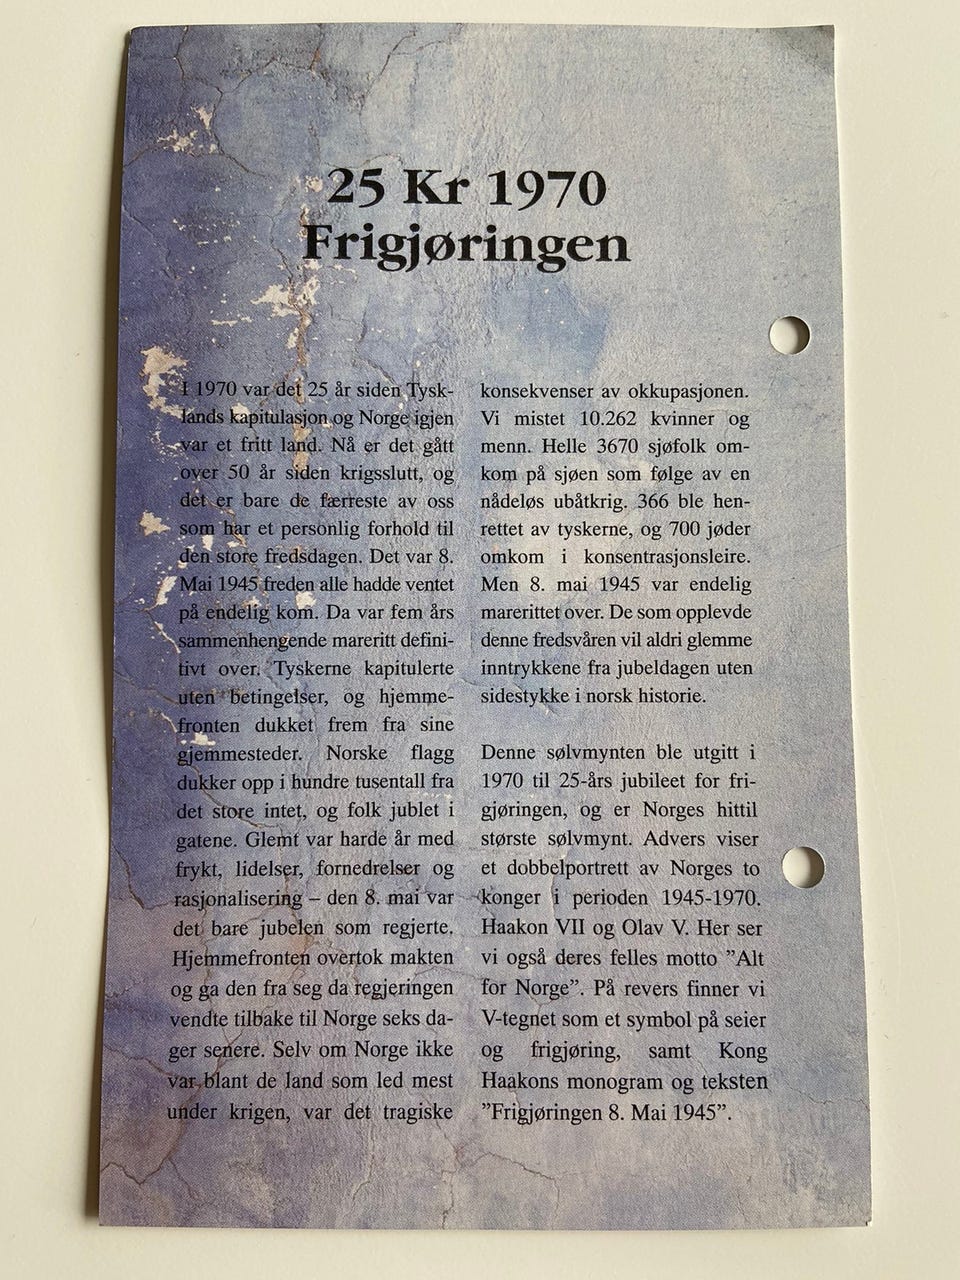 25 Kr 1970
Frigjøringen
I 1970 var det 25 år siden Tysk-
lands kapitulasjon og Norge igjen
var et fritt land. Nå er det gått
over 50 år siden krigsslutt, og
det er bare de færreste av oss
som har et personlig forhold til
den store fredsdagen. Det var 8.
Mai 1945 freden alle hadde ventet
på endelig kom. Da var fem års
sammenhengende mareritt defini-
tivt over. Tyskerne kapitulerte
uten betingelser, og hjemme-
fronten dukket frem fra sine
gjemmesteder. Norske flagg
dukker opp i hundre tusentall fra
det store intet, og folk jublet i
gatene. Glemt var harde år med
frykt, lidelser, fornedrelser og
rasjonalisering – den 8. mai var
det bare jubelen som regjerte.
Hjemmefronten overtok makten
og ga den fra seg da regjeringen
vendte tilbake til Norge seks da-
ger senere. Selv om Norge ikke
var blant de land som led mest
under krigen, var det tragiske
konsekvenser av okkupasjonen.
Vi mistet 10.262 kvinner og
menn. Helle 3670 sjøfolk om-
kom på sjøen som følge av en
nådeløs ubåtkrig. 366 ble hen-
rettet av tyskerne, og 700 jøder
omkom i konsentrasjonsleire.
Men 8. mai 1945 var endelig
marerittet over. De som opplevde
denne fredsvåren vil aldri glemme
inntrykkene fra jubeldagen uten
sidestykke i norsk historie.
Denne sølvmynten ble utgitt i
1970 til 25-års jubileet for fri-
gjøringen, og er Norges hittil
største sølvmynt. Advers viser
et dobbelportrett av Norges to
konger i perioden 1945-1970.
Haakon VII og Olav V. Her ser
vi også deres felles motto ”Alt
for Norge”. På revers finner vi
V-tegnet som et symbol på seier
og frigjøring, samt Kong
Haakons monogram og teksten
”Frigjøringen 8. Mai 1945”.